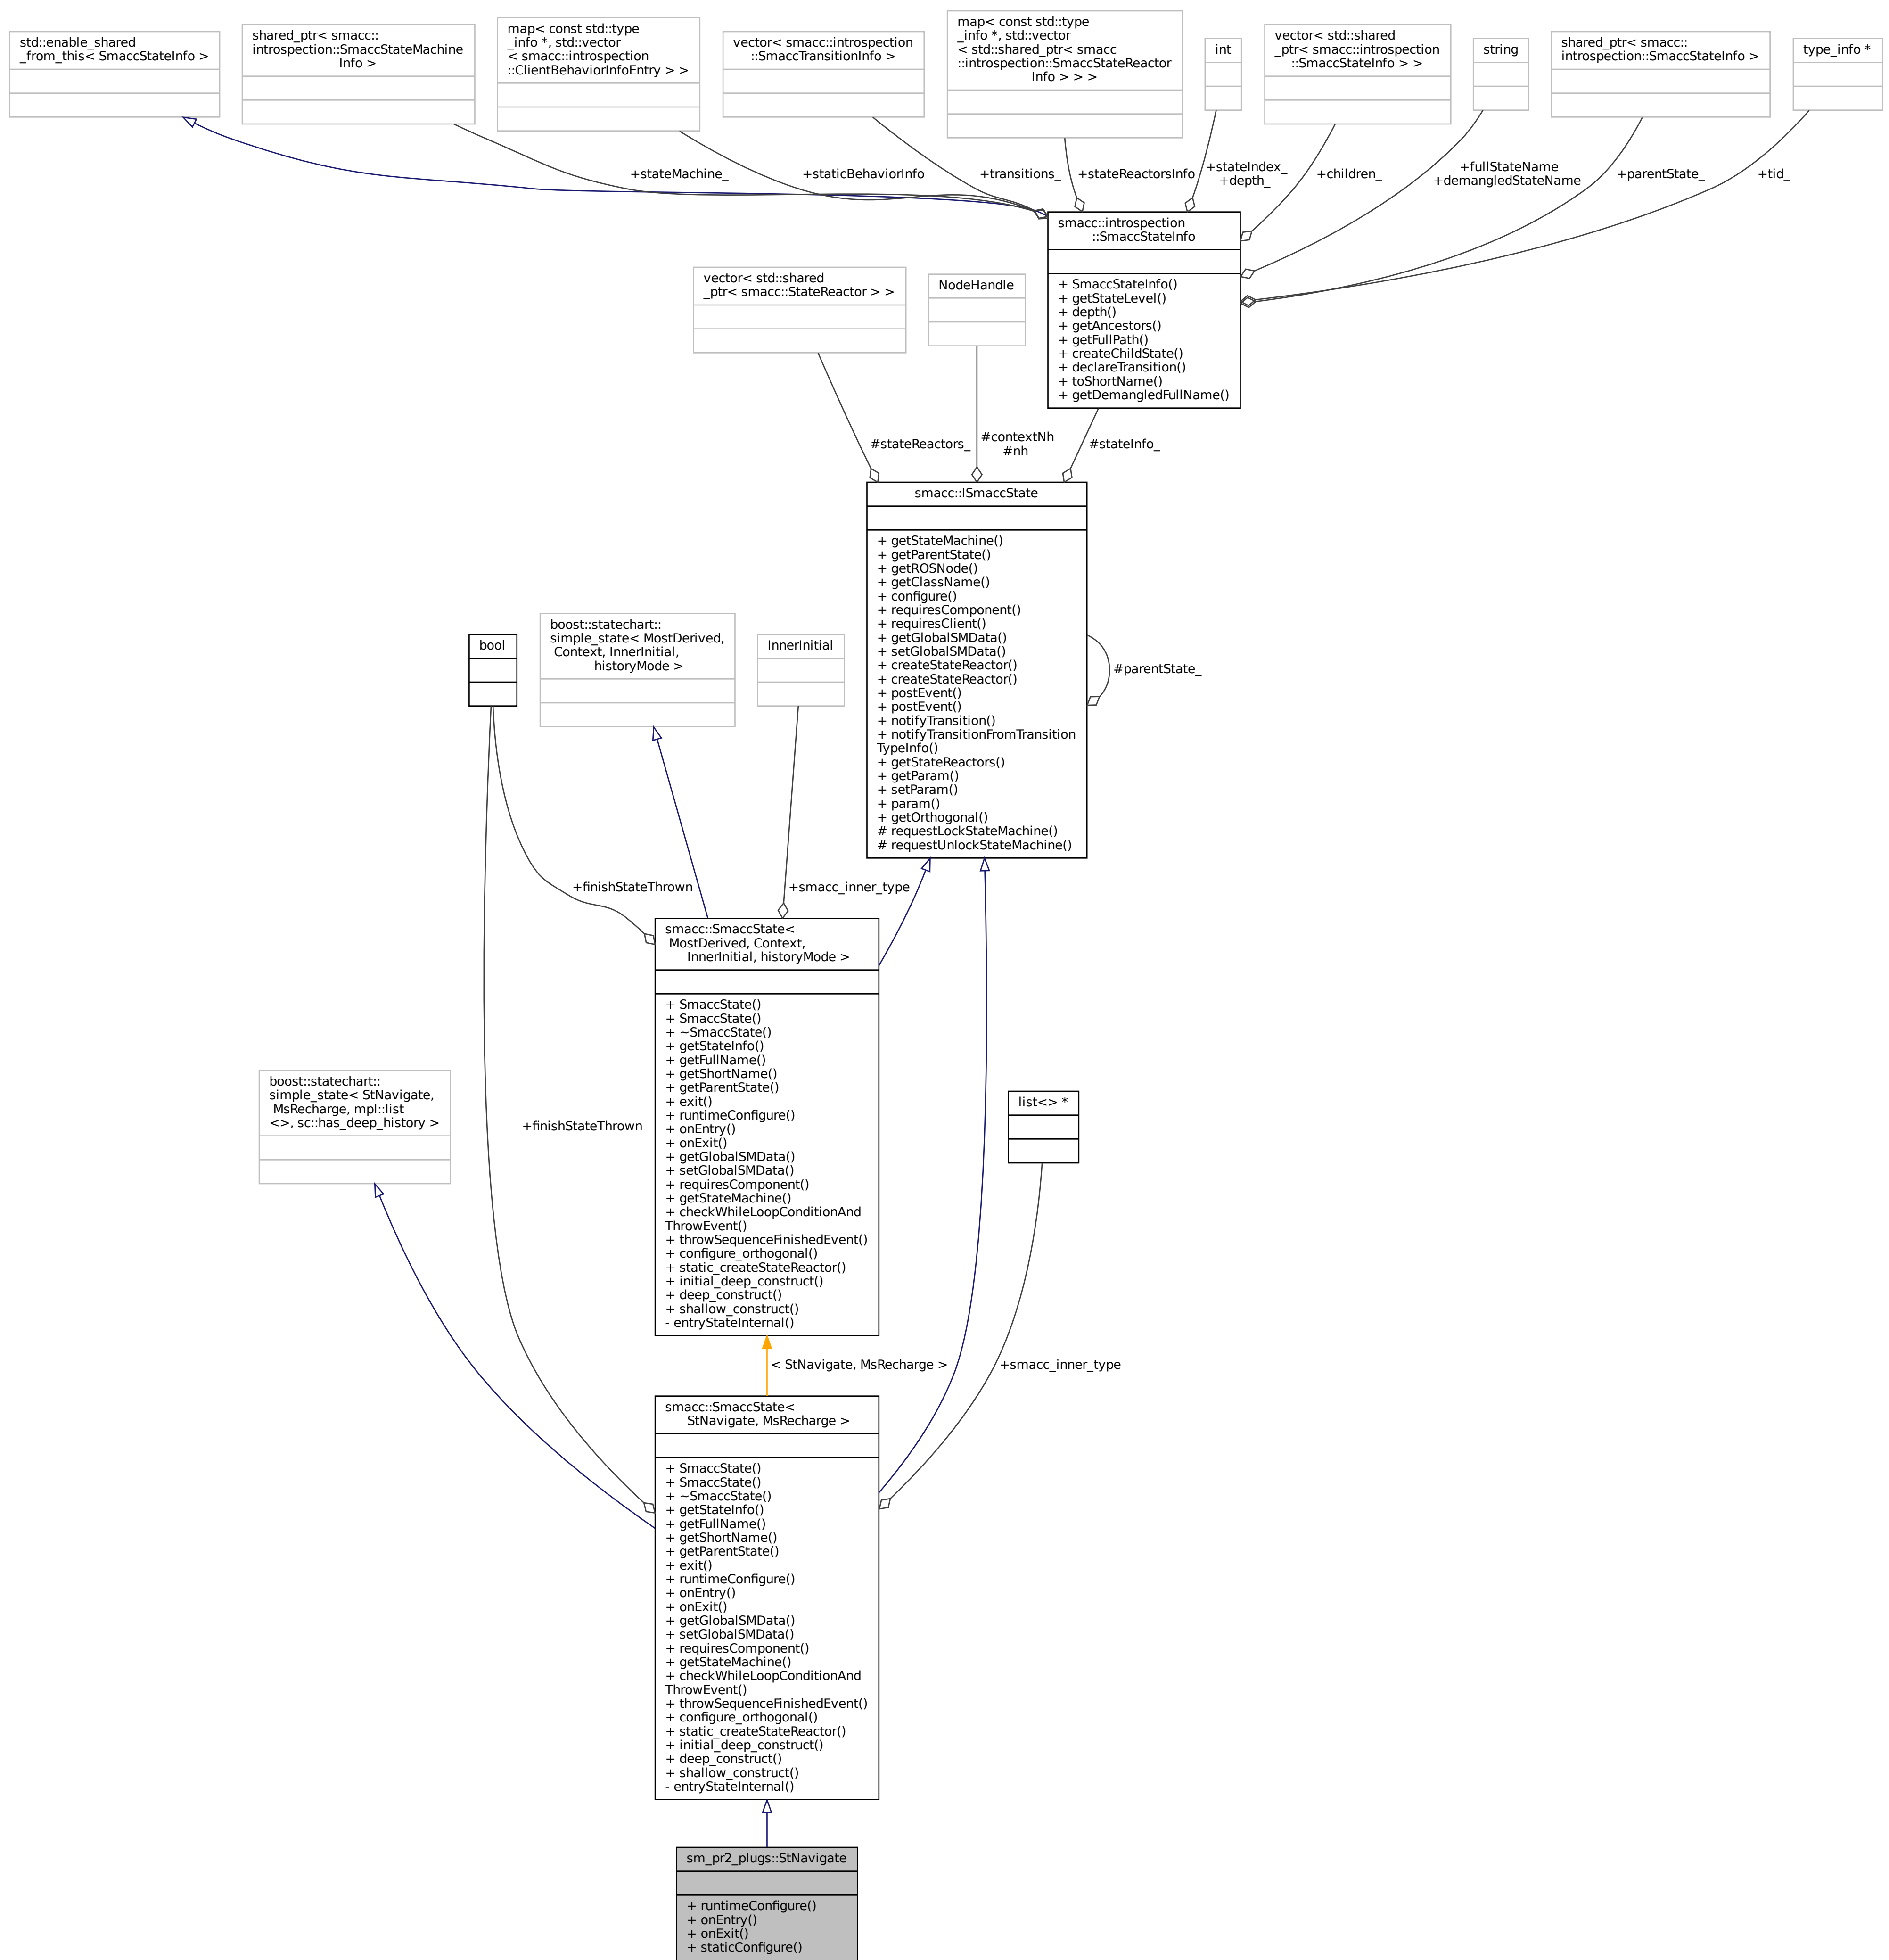 std::enable_shared
_from_this< SmaccStateInfo >
shared_ptr< smacc::
introspection::SmaccStateMachine
Info >
map< const std::type
_info *, std::vector
< smacc::introspection
::ClientBehaviorInfoEntry > >
vector< smacc::introspection
::SmaccTransitionInfo >
map< const std::type
_info *, std::vector
< std::shared_ptr< smacc
::introspection::SmaccStateReactor
Info > > >
int
vector< std::shared
_ptr< smacc::introspection
::SmaccStateInfo > >
string
shared_ptr< smacc::
introspection::SmaccStateInfo >
type_info *
+stateMachine_
+staticBehaviorInfo
+transitions_
+stateReactorsInfo
+stateIndex_
+depth_
+children_
+fullStateName
+demangledStateName
+parentState_
+tid_
smacc::introspection
::SmaccStateInfo
+ SmaccStateInfo()
+ getStateLevel()
+ depth()
+ getAncestors()
+ getFullPath()
+ createChildState()
+ declareTransition()
+ toShortName()
+ getDemangledFullName()
vector< std::shared
_ptr< smacc::StateReactor > >
NodeHandle
#stateReactors_
#contextNh
#nh
#stateInfo_
smacc::ISmaccState
+ getStateMachine()
+ getParentState()
+ getROSNode()
+ getClassName()
+ configure()
+ requiresComponent()
+ requiresClient()
+ getGlobalSMData()
+ setGlobalSMData()
+ createStateReactor()
+ createStateReactor()
+ postEvent()
+ postEvent()
+ notifyTransition()
+ notifyTransitionFromTransition
TypeInfo()
+ getStateReactors()
+ getParam()
+ setParam()
+ param()
+ getOrthogonal()
# requestLockStateMachine()
# requestUnlockStateMachine()
#parentState_
bool
boost::statechart::
simple_state< MostDerived,
Context, InnerInitial,
historyMode >
InnerInitial
+finishStateThrown
+smacc_inner_type
smacc::SmaccState<
MostDerived, Context,
InnerInitial, historyMode >
+ SmaccState()
+ SmaccState()
+ ~SmaccState()
+ getStateInfo()
+ getFullName()
+ getShortName()
+ getParentState()
+ exit()
+ runtimeConfigure()
+ onEntry()
+ onExit()
+ getGlobalSMData()
+ setGlobalSMData()
+ requiresComponent()
+ getStateMachine()
+ checkWhileLoopConditionAnd
ThrowEvent()
+ throwSequenceFinishedEvent()
+ configure_orthogonal()
+ static_createStateReactor()
+ initial_deep_construct()
+ deep_construct()
+ shallow_construct()
- entryStateInternal()
boost::statechart::
simple_state< StNavigate,
MsRecharge, mpl::list
<>, sc::has_deep_history >
+finishStateThrown
list<> *
< StNavigate, MsRecharge >
+smacc_inner_type
smacc::SmaccState<
StNavigate, MsRecharge >
+ SmaccState()
+ SmaccState()
+ ~SmaccState()
+ getStateInfo()
+ getFullName()
+ getShortName()
+ getParentState()
+ exit()
+ runtimeConfigure()
+ onEntry()
+ onExit()
+ getGlobalSMData()
+ setGlobalSMData()
+ requiresComponent()
+ getStateMachine()
+ checkWhileLoopConditionAnd
ThrowEvent()
+ throwSequenceFinishedEvent()
+ configure_orthogonal()
+ static_createStateReactor()
+ initial_deep_construct()
+ deep_construct()
+ shallow_construct()
- entryStateInternal()
sm_pr2_plugs::StNavigate
+ runtimeConfigure()
+ onEntry()
+ onExit()
+ staticConfigure()